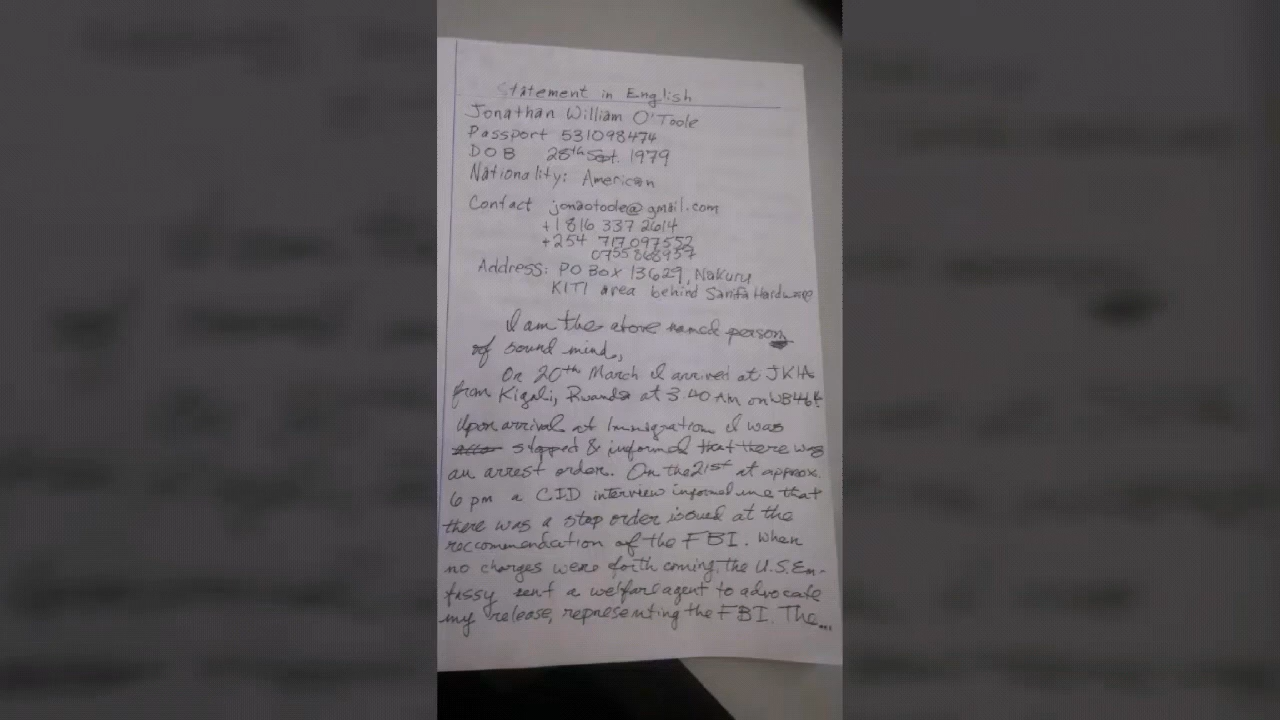 Statement in English
Jonathan William O'Toole
Passport 531098474
DOB 28th Sept. 1979
Nationality: American
Contact jonaotoole@gmail.com
+1 816 337 2614
+254 717 097552
0755868957
Address: PO Box 13629, Nakuru
KITI area behind Sarifa Hardware
I am the above named person
of sound mind,
On 20th March I arrived at JKIA
from Kigali, Rwanda at 3.40 AM on WB464
Upon arrival at Immigration I was
stopped & informed that there was
an arrest order. On the 21st at approx.
6 pm a CID interview informed me that
there was a stop order issued at the
reccommendation of the FBI. When
no charges were forth coming, the U.S. Em-
bassy sent a welfare agent to advocate
my release, representing the FBI. The...